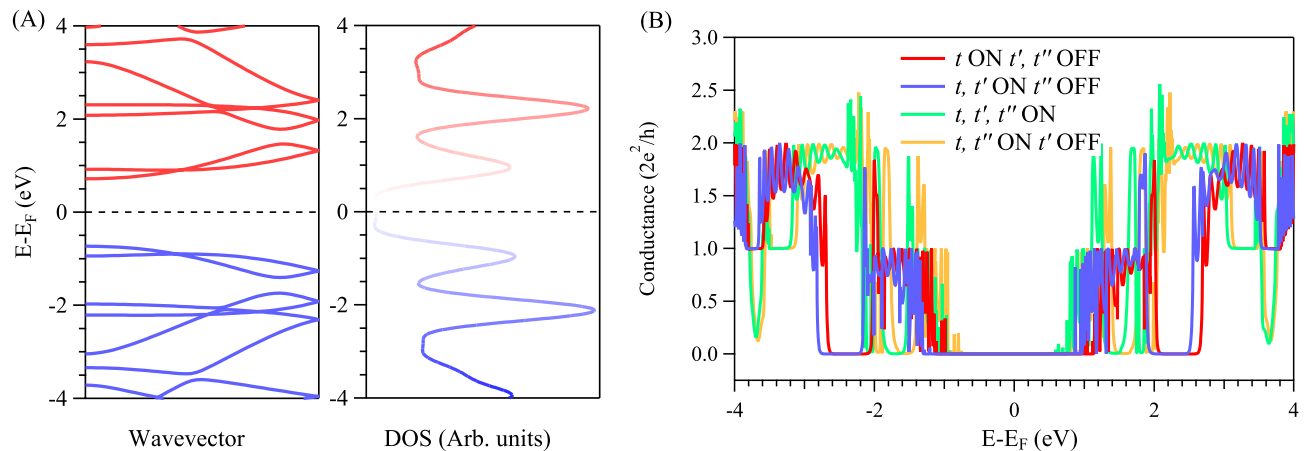 (A)
E-E_F (eV)
4
2
0
-2
-4
Wavevector
4
2
0
-2
-4
DOS (Arb. units)
(B)
Conductance (2e²/h)
3.0
2.5
2.0
1.5
1.0
0.5
0.0
t ON t', t'' OFF
t, t' ON t'' OFF
t, t', t'' ON
t, t'' ON t' OFF
-4
-2
0
2
4
E-E_F (eV)